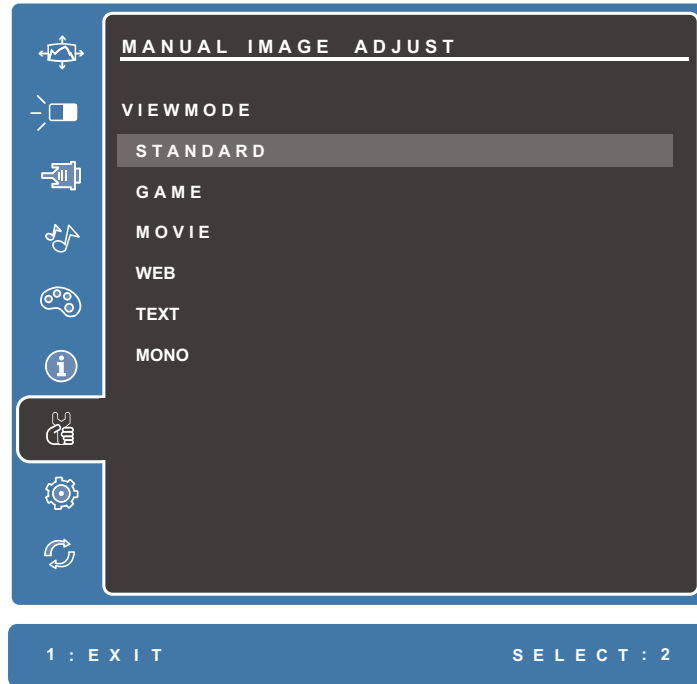 MANUAL IMAGE ADJUST
VIEWMODE
STANDARD
GAME
MOVIE
WEB
TEXT
MONO
1:EXIT SELECT:2